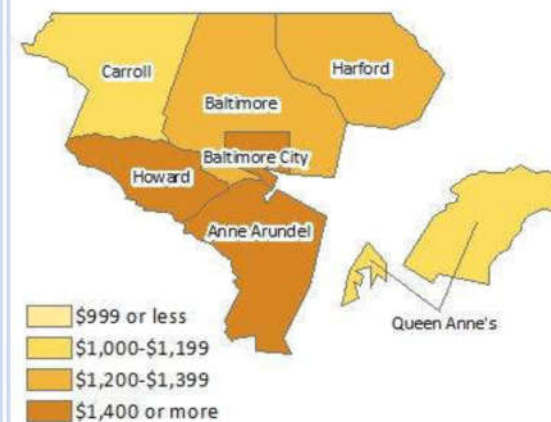 Carroll
Harford
Baltimore
Baltimore City
Howard
Anne Arundel
Queen Anne's
$999 or less
$1,000-$1,199
$1,200-$1,399
$1,400 or more